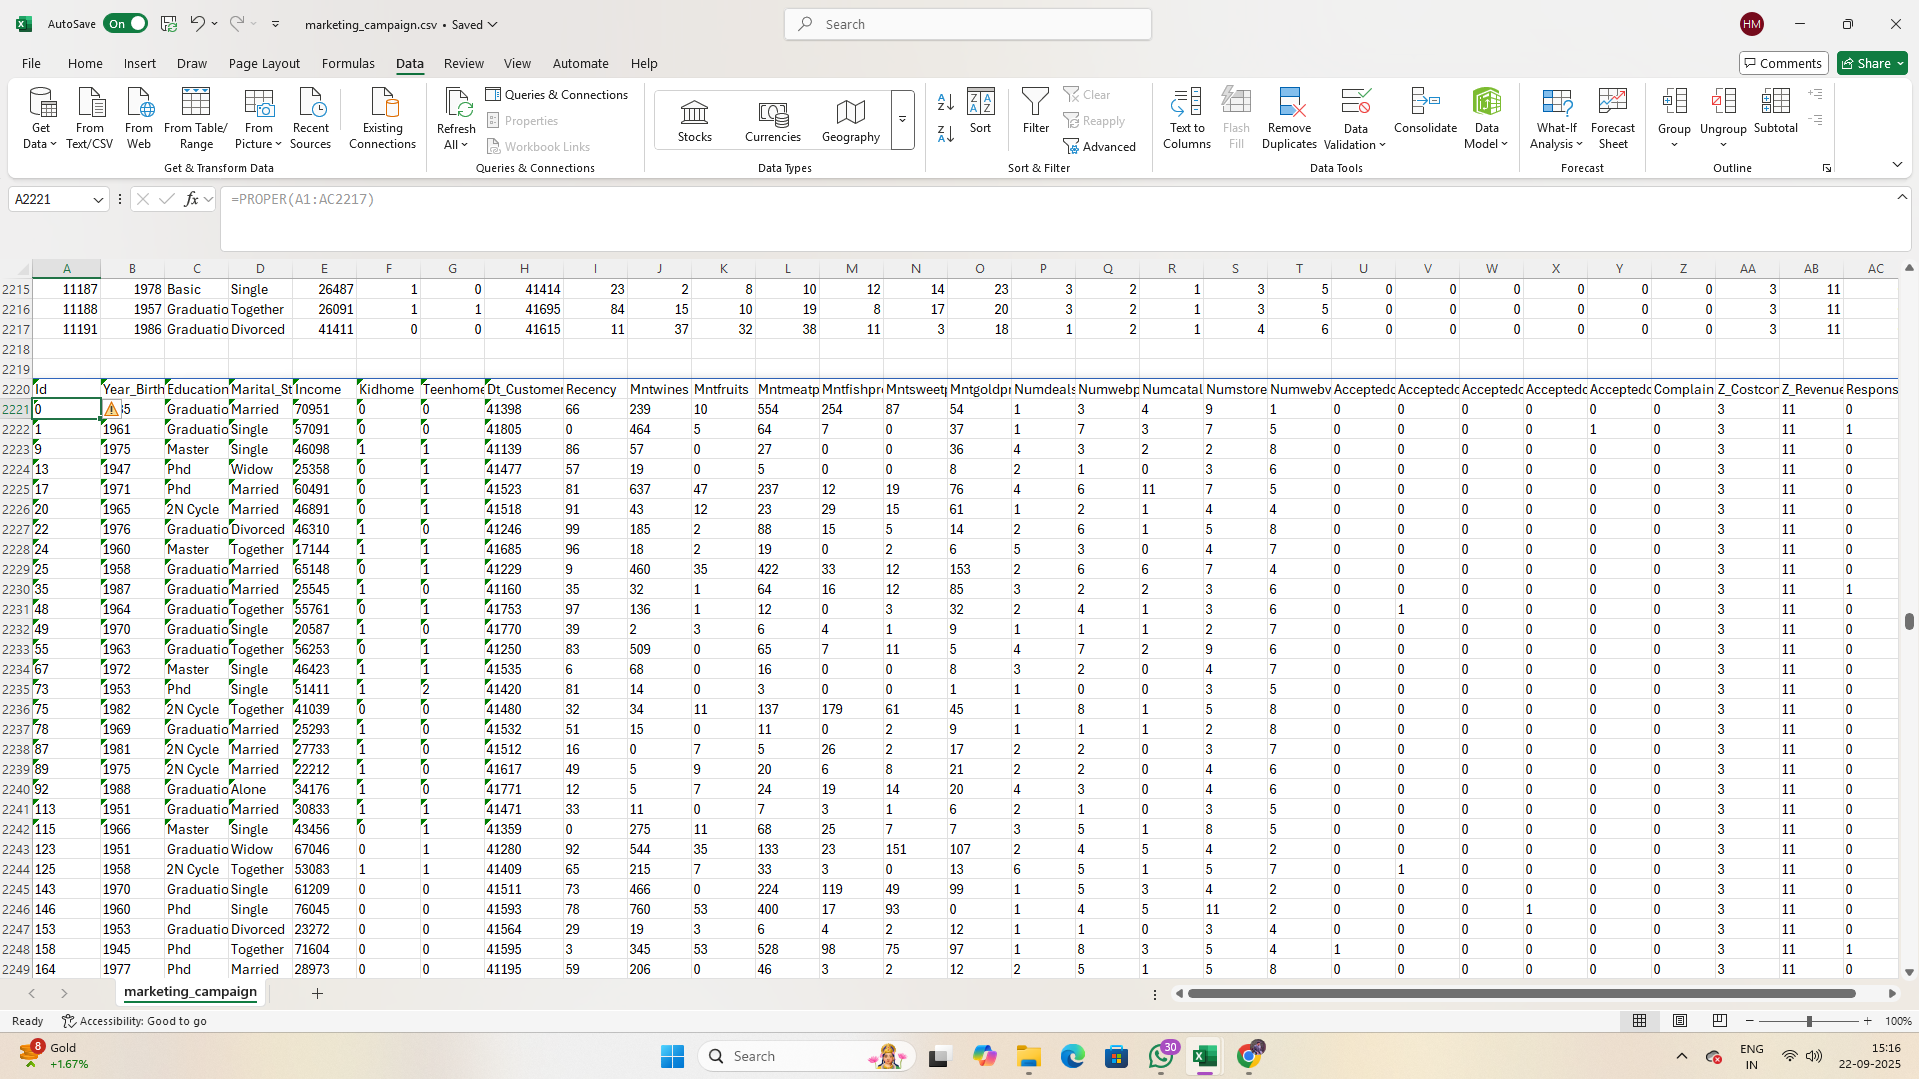 AutoSave On marketing_campaign.csv • Saved Search HM
File Home Insert Draw Page Layout Formulas Data Review View Automate Help Comments Share
Get Data From Text/CSV From Web From Table/ Range From Picture Recent Sources Existing Connections Refresh All Queries & Connections Properties Workbook Links Stocks Currencies Geography Sort Filter Clear Reapply Advanced Text to Columns Flash Fill Remove Duplicates Data Validation Consolidate Data Model What-If Analysis Forecast Sheet Group Ungroup Subtotal
Get & Transform Data Queries & Connections Data Types Sort & Filter Data Tools Forecast Outline
A2221 fx =PROPER(A1:AC2217)
A B C D E F G H I J K L M N O P Q R S T U V W X Y Z AA AB AC
2215 11187 1978 Basic Single 26487 1 0 41414 23 2 8 10 12 14 23 3 2 1 3 5 0 0 0 0 0 0 3 11
2216 11188 1957 Graduatio Together 26091 1 1 41695 84 15 10 19 8 17 20 3 2 1 3 5 0 0 0 0 0 0 3 11
2217 11191 1986 Graduatio Divorced 41411 0 0 41615 11 37 32 38 11 3 18 1 2 1 4 6 0 0 0 0 0 0 3 11
2218
2219
2220 Id Year_Birth Education Marital_St Income Kidhome Teenhome Dt_Customer Recency Mntwines Mntfruits Mntmeatp Mntfishpro Mntsweetp Mntgoldpr Numdeals Numwebp Numcatal Numstore Numwebv Acceptedc Acceptedc Acceptedc Acceptedc Acceptedc Complain Z_Costcon Z_Revenue Respons
2221 0 85 Graduatio Married 70951 0 0 41398 66 239 10 554 254 87 54 1 3 4 9 1 0 0 0 0 0 0 3 11 0
2222 1 1961 Graduatio Single 57091 0 0 41805 0 464 5 64 7 0 37 1 7 3 7 5 0 0 0 0 1 0 3 11 1
2223 9 1975 Master Single 46098 1 1 41139 86 57 0 27 0 0 36 4 3 2 2 8 0 0 0 0 0 0 3 11 0
2224 13 1947 Phd Widow 25358 0 1 41477 57 19 0 5 0 0 8 2 1 0 3 6 0 0 0 0 0 0 3 11 0
2225 17 1971 Phd Married 60491 0 1 41523 81 637 47 237 12 19 76 4 6 11 7 5 0 0 0 0 0 0 3 11 0
2226 20 1965 2N Cycle Married 46891 0 1 41518 91 43 12 23 29 15 61 1 2 1 4 4 0 0 0 0 0 0 3 11 0
2227 22 1976 Graduatio Divorced 46310 1 0 41246 99 185 2 88 15 5 14 2 6 1 5 8 0 0 0 0 0 0 3 11 0
2228 24 1960 Master Together 17144 1 1 41685 96 18 2 19 0 2 6 5 3 0 4 7 0 0 0 0 0 0 3 11 0
2229 25 1958 Graduatio Married 65148 0 1 41229 9 460 35 422 33 12 153 2 6 6 7 4 0 0 0 0 0 0 3 11 0
2230 35 1987 Graduatio Married 25545 1 0 41160 35 32 1 64 16 12 85 3 2 2 3 6 0 0 0 0 0 0 3 11 1
2231 48 1964 Graduatio Together 55761 0 1 41753 97 136 1 12 0 3 32 2 4 1 3 6 0 1 0 0 0 0 3 11 0
2232 49 1970 Graduatio Single 20587 1 0 41770 39 2 3 6 4 1 9 1 1 1 2 7 0 0 0 0 0 0 3 11 0
2233 55 1963 Graduatio Together 56253 0 1 41250 83 509 0 65 7 11 5 4 7 2 9 6 0 0 0 0 0 0 3 11 0
2234 67 1972 Master Single 46423 1 1 41535 6 68 0 16 0 0 8 3 2 0 4 7 0 0 0 0 0 0 3 11 0
2235 73 1953 Phd Single 51411 1 2 41420 81 14 0 3 0 0 1 1 0 0 3 5 0 0 0 0 0 0 3 11 0
2236 75 1982 2N Cycle Together 41039 0 0 41480 32 34 11 137 179 61 45 1 8 1 5 8 0 0 0 0 0 0 3 11 0
2237 78 1969 Graduatio Married 25293 1 0 41532 51 15 0 11 0 2 9 1 1 1 2 8 0 0 0 0 0 0 3 11 0
2238 87 1981 2N Cycle Married 27733 1 0 41512 16 0 7 5 26 2 17 2 2 0 3 7 0 0 0 0 0 0 3 11 0
2239 89 1975 2N Cycle Married 22212 1 0 41617 49 5 9 20 6 8 21 2 2 0 4 6 0 0 0 0 0 0 3 11 0
2240 92 1988 Graduatio Alone 34176 1 0 41771 12 5 7 24 19 14 20 4 3 0 4 6 0 0 0 0 0 0 3 11 0
2241 113 1951 Graduatio Married 30833 1 1 41471 33 11 0 7 3 1 6 2 1 0 3 5 0 0 0 0 0 0 3 11 0
2242 115 1966 Master Single 43456 0 1 41359 0 275 11 68 25 7 7 3 5 1 8 5 0 0 0 0 0 0 3 11 0
2243 123 1951 Graduatio Widow 67046 0 1 41280 92 544 35 133 23 151 107 2 4 5 4 2 0 0 0 0 0 0 3 11 0
2244 125 1958 2N Cycle Together 53083 1 1 41409 65 215 7 33 3 0 13 6 5 1 5 7 0 1 0 0 0 0 3 11 0
2245 143 1970 Graduatio Single 61209 0 0 41511 73 466 0 224 119 49 99 1 5 3 4 2 0 0 0 0 0 0 3 11 0
2246 146 1960 Phd Single 76045 0 0 41593 78 760 53 400 17 93 0 1 4 5 11 2 0 0 0 1 0 0 3 11 0
2247 153 1953 Graduatio Divorced 23272 0 0 41564 29 19 3 6 4 2 12 1 1 0 3 4 0 0 0 0 0 0 3 11 0
2248 158 1945 Phd Together 71604 0 0 41595 3 345 53 528 98 75 97 1 8 3 5 4 1 0 0 0 0 0 3 11 1
2249 164 1977 Phd Married 28973 0 0 41195 59 206 0 46 3 2 12 2 5 1 5 8 0 0 0 0 0 0 3 11 0
marketing_campaign
Ready Accessibility: Good to go 100%
8 Gold +1.67% Search 30 ENG IN 15:16 22-09-2025